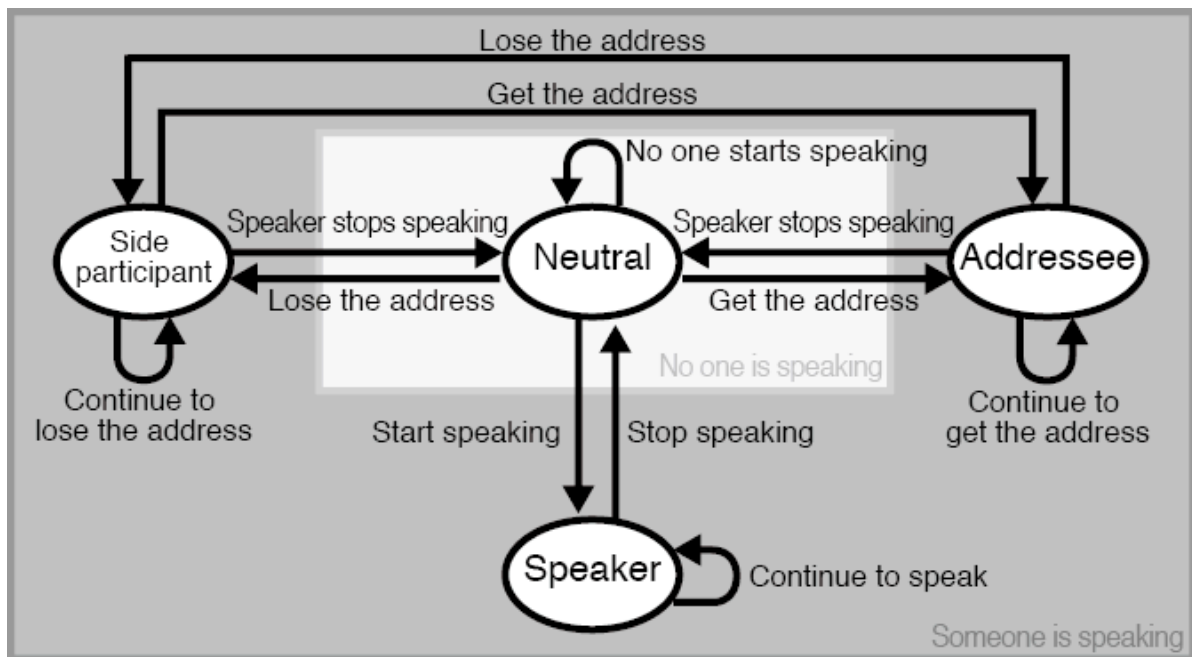 Lose the address
Get the address
No one starts speaking
Speaker stops speaking
Speaker stops speaking
Side
participant
Neutral
Addressee
Lose the address
Get the address
No one is speaking
Continue to
lose the address
Continue to
get the address
Start speaking
Stop speaking
Speaker
Continue to speak
Someone is speaking